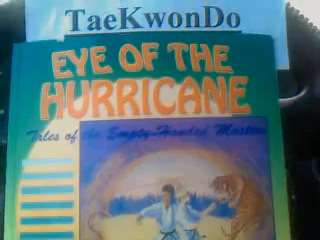 TaeKwonDo
EYE OF THE
HURRICANE
Tales of the Empty-Handed Masters